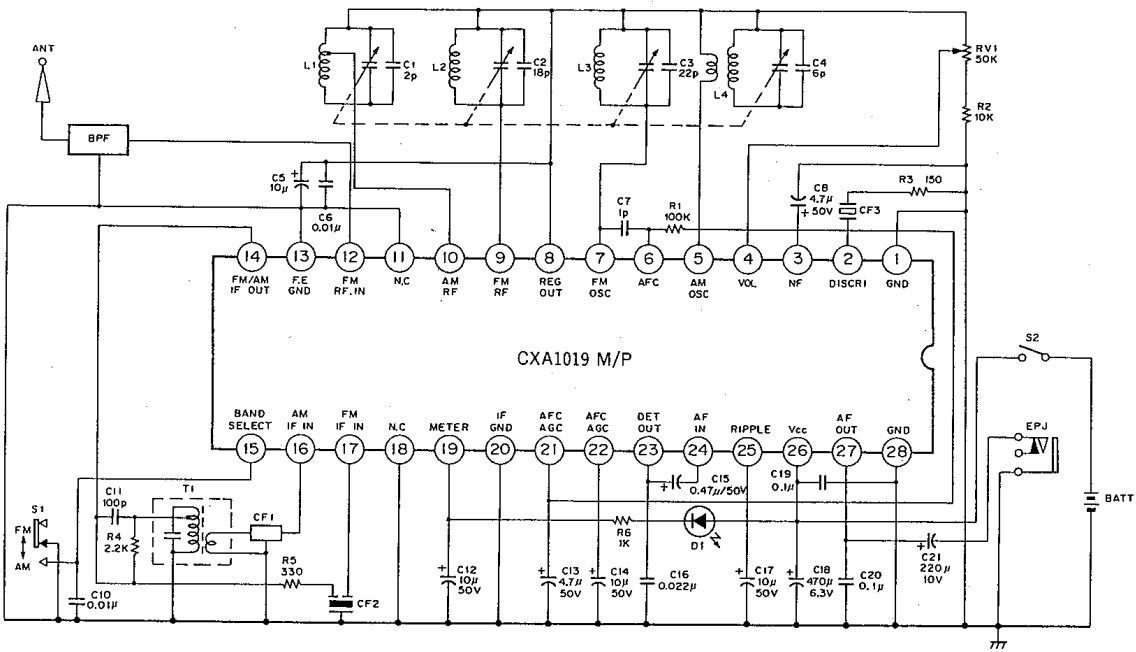 ANT
BPF
L1
C1
2p
L2
C2
18p
L3
C3
22p
L4
C4
6p
RV1
50K
R2
10K
C5
10μ
+
C6
0.01μ
C7
1p
R1
100K
C8
4.7μ
+ 50V
R3 150
CF3
14 13 12 11 10 9 8 7 6 5 4 3 2 1
FM/AM
IF OUT
F.E
GND
FM
RF.IN
N.C
AM
RF
FM
RF
REG
OUT
FM
OSC
AFC
AM
OSC
VOL
NF
DISCRI
GND
CXA1019 M/P
BAND
SELECT
AM
IF IN
FM
IF IN
N.C
METER
IF
GND
AFC
AGC
AFC
AGC
DET
OUT
AF
IN
RIPPLE
Vcc
AF
OUT
GND
15 16 17 18 19 20 21 22 23 24 25 26 27 28
S2
EPJ
BATT
S1
FM
AM
C11
100p
R4
2.2K
T1
CF1
R5
330
CF2
C10
0.01μ
+ C15
0.47μ/50V
C19
0.1μ
R6
1K
D1
+
C12
10μ
50V
+
C13
4.7μ
50V
+
C14
10μ
50V
C16
0.022μ
+
C17
10μ
50V
+
C18
470μ
6.3V
C20
0.1μ
+
C21
220μ
10V